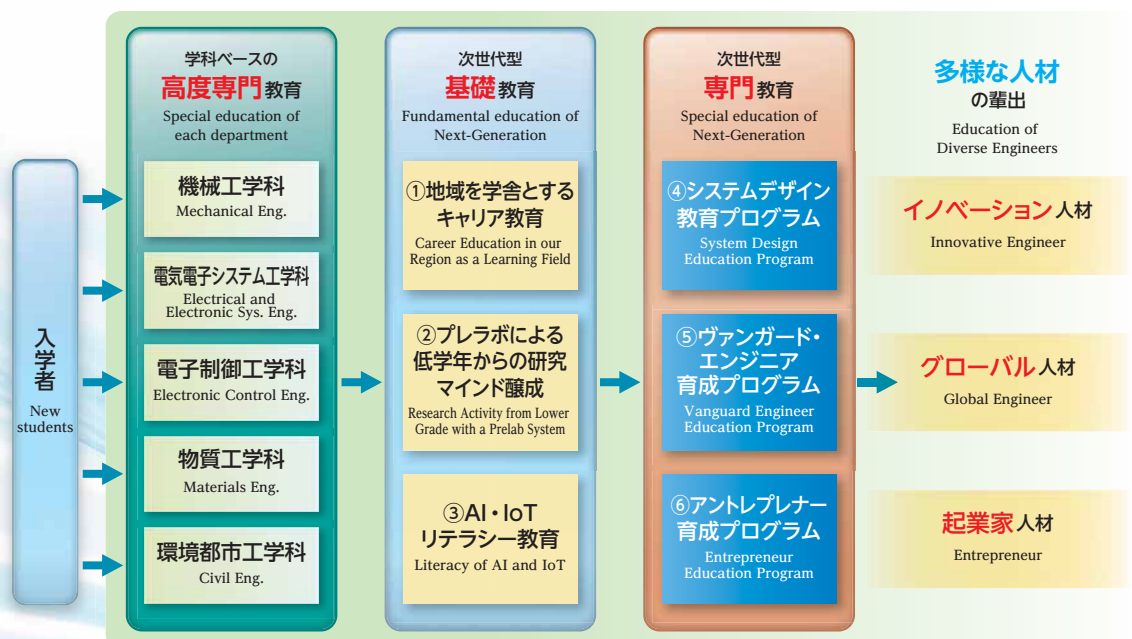 入学者
New
students
学科ベースの
高度専門教育
Special education of
each department
機械工学科
Mechanical Eng.
電気電子システム工学科
Electrical and
Electronic Sys. Eng.
電子制御工学科
Electronic Control Eng.
物質工学科
Materials Eng.
環境都市工学科
Civil Eng.
次世代型
基礎教育
Fundamental education of
Next-Generation
①地域を学舎とする
キャリア教育
Career Education in our
Region as a Learning Field
②プレラボによる
低学年からの研究
マインド醸成
Research Activity from Lower
Grade with a Prelab System
③AI・IoT
リテラシー教育
Literacy of AI and IoT
次世代型
専門教育
Special education of
Next-Generation
④システムデザイン
教育プログラム
System Design
Education Program
⑤ヴァンガード・
エンジニア
育成プログラム
Vanguard Engineer
Education Program
⑥アントレプレナー
育成プログラム
Entrepreneur
Education Program
多様な人材
の輩出
Education of
Diverse Engineers
イノベーション人材
Innovative Engineer
グローバル人材
Global Engineer
起業家人材
Entrepreneur